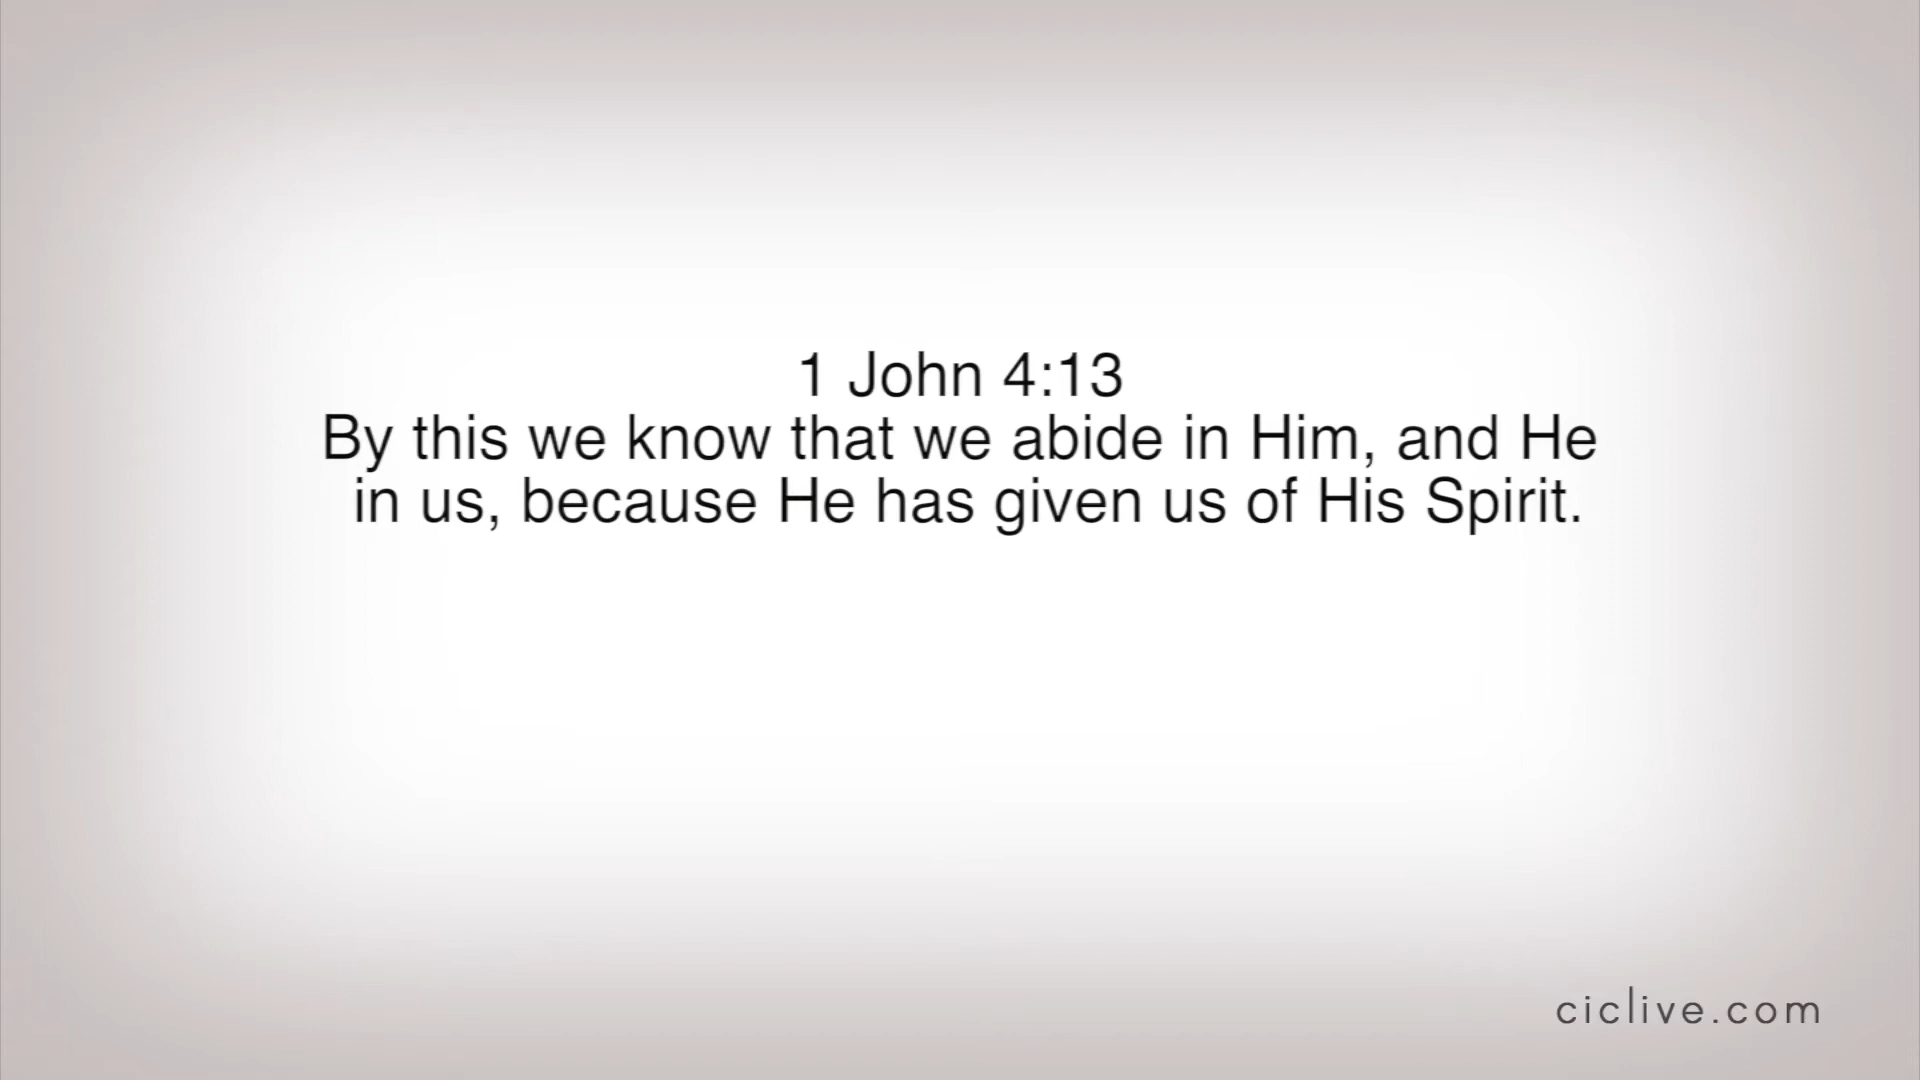 1 John 4:13
By this we know that we abide in Him, and He
in us, because He has given us of His Spirit.
ciclive.com